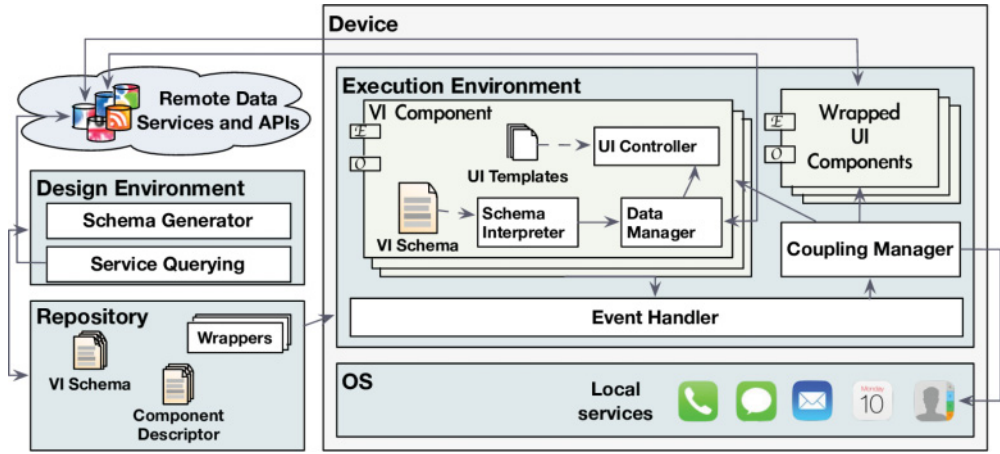 Device
Remote Data
Services and APIs
Execution Environment
VI Component
E
O
UI Templates
UI Controller
VI Schema
Schema
Interpreter
Data
Manager
E
O
Wrapped
UI
Components
Coupling Manager
Event Handler
Design Environment
Schema Generator
Service Querying
Repository
VI Schema
Wrappers
Component
Descriptor
OS
Local
services
Monday
10